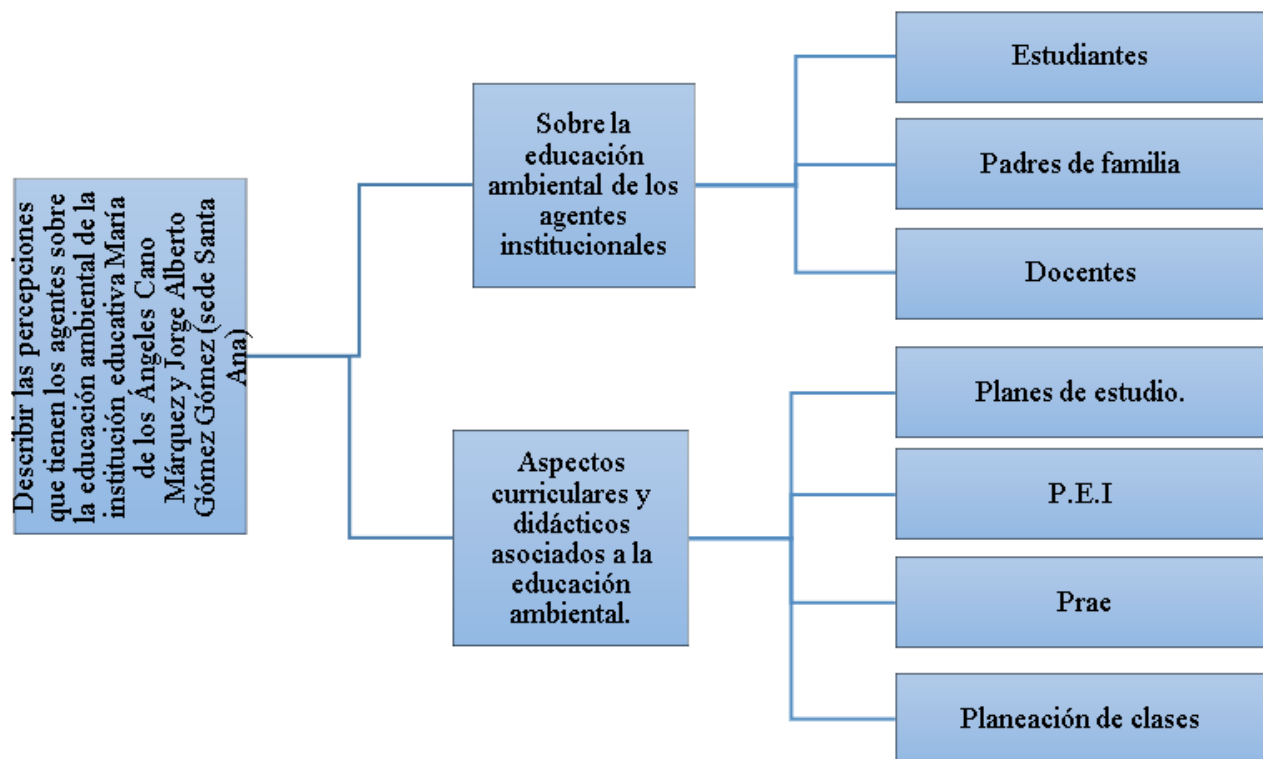 Describir las percepciones
que tienen los agentes sobre
la educación ambiental de la
institución educativa María
de los Ángeles Cano
Márquez y Jorge Alberto
Gómez Gómez (sede Santa
Ana)
Sobre la
educación
ambiental de los
agentes
institucionales
Estudiantes
Padres de familia
Docentes
Aspectos
curriculares y
didácticos
asociados a la
educación
ambiental.
Planes de estudio.
P.E.I
Prae
Planeación de clases